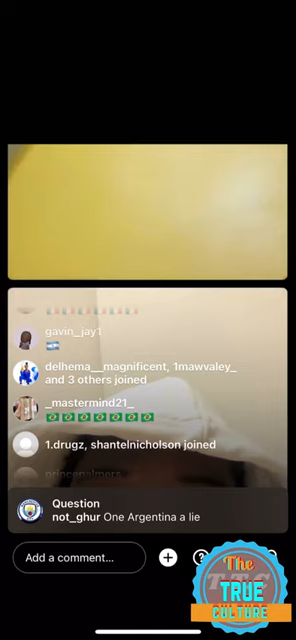 gavin_jay1
🇦🇷
delhema__magnificent, 1mawvaley_
and 3 others joined
_mastermind21_
🇧🇷🇧🇷🇧🇷🇧🇷🇧🇷🇧🇷🇧🇷
1.drugz, shantelnicholson joined
princepalmera
Question
not_ghur One Argentina a lie
Add a comment...
The
T.T.C
TRUE
CULTURE